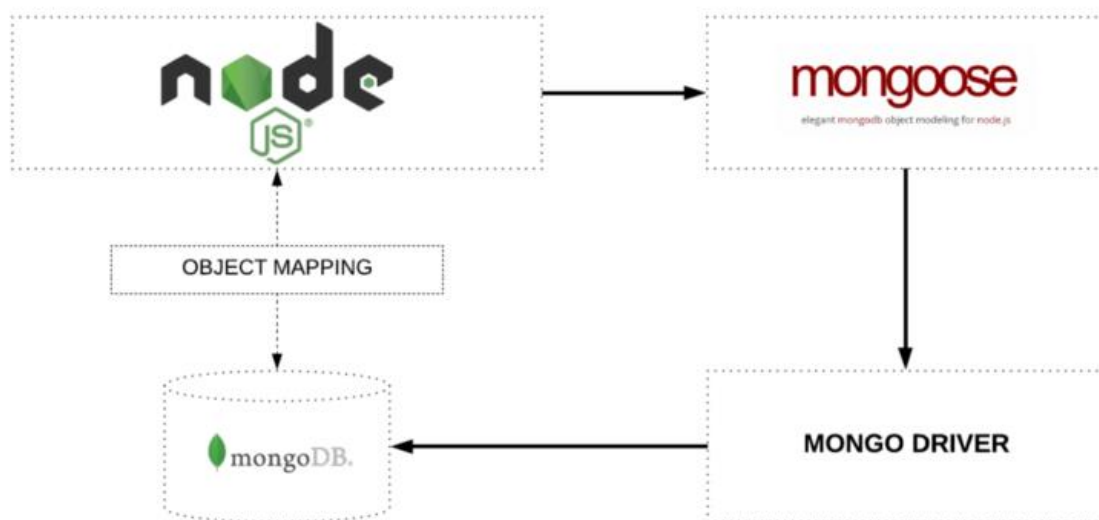 node
JS®
mongoose
elegant mongodb object modeling for node.js
OBJECT MAPPING
mongoDB.
MONGO DRIVER